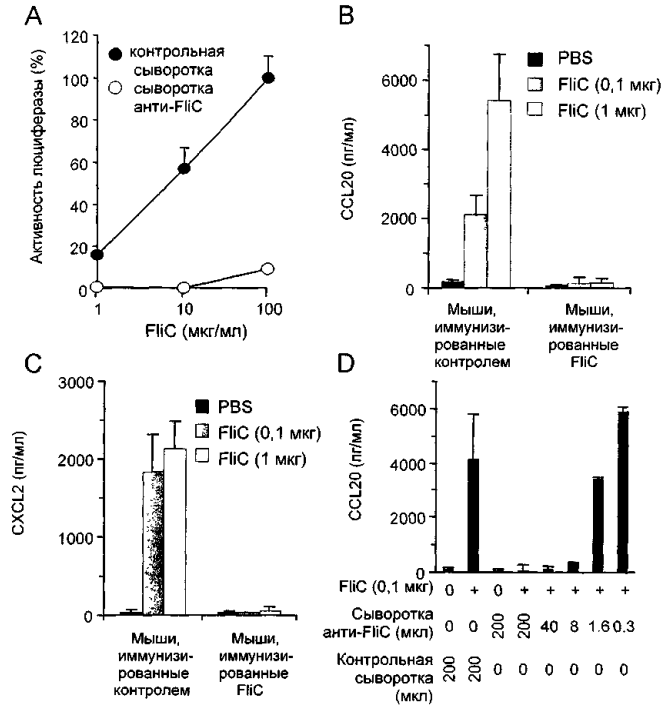 A
Активность люциферазы (%)
120
100
80
60
40
20
0
контрольная
сыворотка
сыворотка
анти-FliC
1 10 100
FliC (мкг/мл)
B
CCL20 (пг/мл)
6000
4000
2000
0
PBS
FliC (0,1 мкг)
FliC (1 мкг)
Мыши,
иммунизи-
рованные
контролем
Мыши,
иммунизи-
рованные
FliC
C
CXCL2 (пг/мл)
3000
2000
1000
0
PBS
FliC (0,1 мкг)
FliC (1 мкг)
Мыши,
иммунизи-
рованные
контролем
Мыши,
иммунизи-
рованные
FliC
D
CCL20 (пг/мл)
6000
4000
2000
0
FliC (0,1 мкг) 0 + 0 + + + + +
Сыворотка
анти-FliC (мкл) 0 0 200 200 40 8 1.6 0.3
Контрольная
сыворотка
(мкл) 200 200 0 0 0 0 0 0